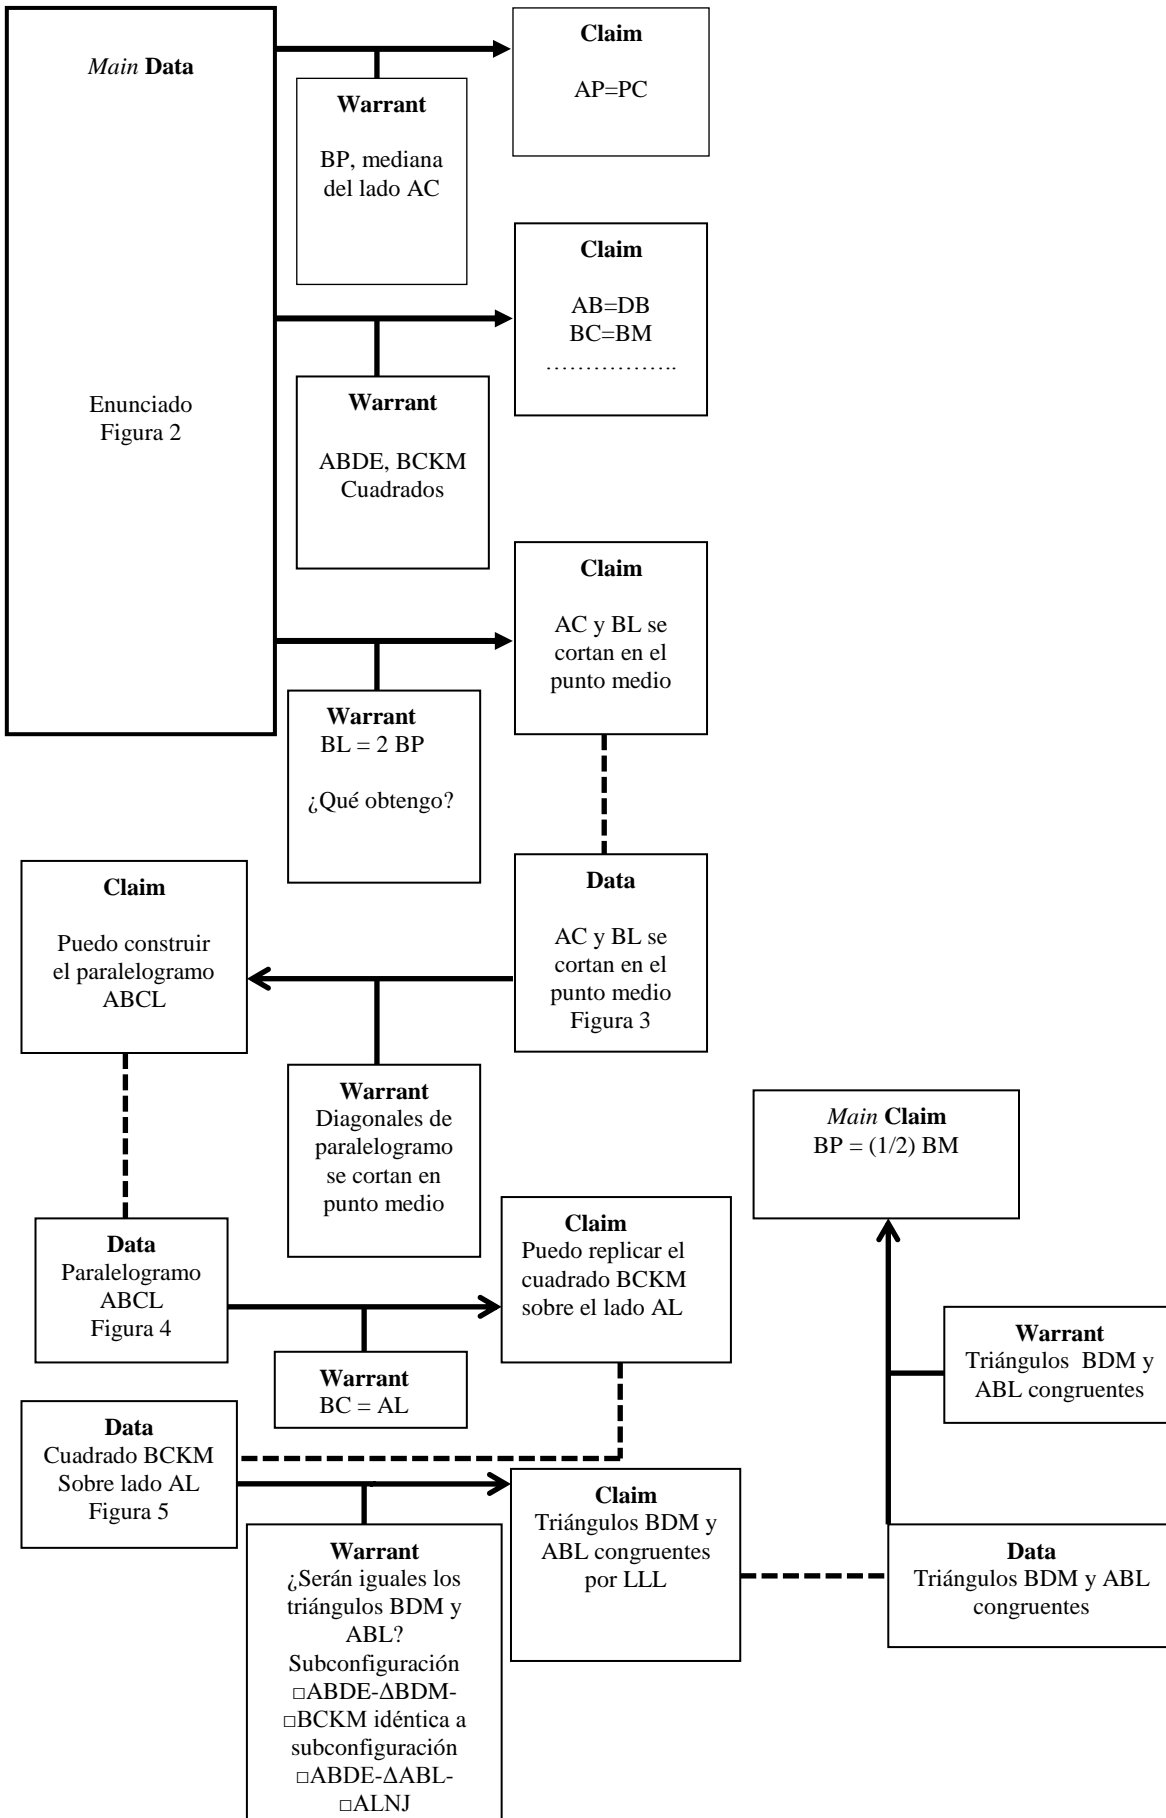 Main Data
Enunciado
Figura 2
Warrant
BP, mediana
del lado AC
Claim
AP=PC
Warrant
ABDE, BCKM
Cuadrados
Claim
AB=DB
BC=BM
……………..
Warrant
BL = 2 BP
¿Qué obtengo?
Claim
AC y BL se
cortan en el
punto medio
Data
AC y BL se
cortan en el
punto medio
Figura 3
Warrant
Diagonales de
paralelogramo
se cortan en
punto medio
Claim
Puedo construir
el paralelogramo
ABCL
Data
Paralelogramo
ABCL
Figura 4
Warrant
BC = AL
Claim
Puedo replicar el
cuadrado BCKM
sobre el lado AL
Data
Cuadrado BCKM
Sobre lado AL
Figura 5
Warrant
¿Serán iguales los
triángulos BDM y
ABL?
Subconfiguración
□ABDE-ΔBDM-
□BCKM idéntica a
subconfiguración
□ABDE-ΔABL-
□ALNJ
Claim
Triángulos BDM y
ABL congruentes
por LLL
Data
Triángulos BDM y ABL
congruentes
Warrant
Triángulos BDM y
ABL congruentes
Main Claim
BP = (1/2) BM